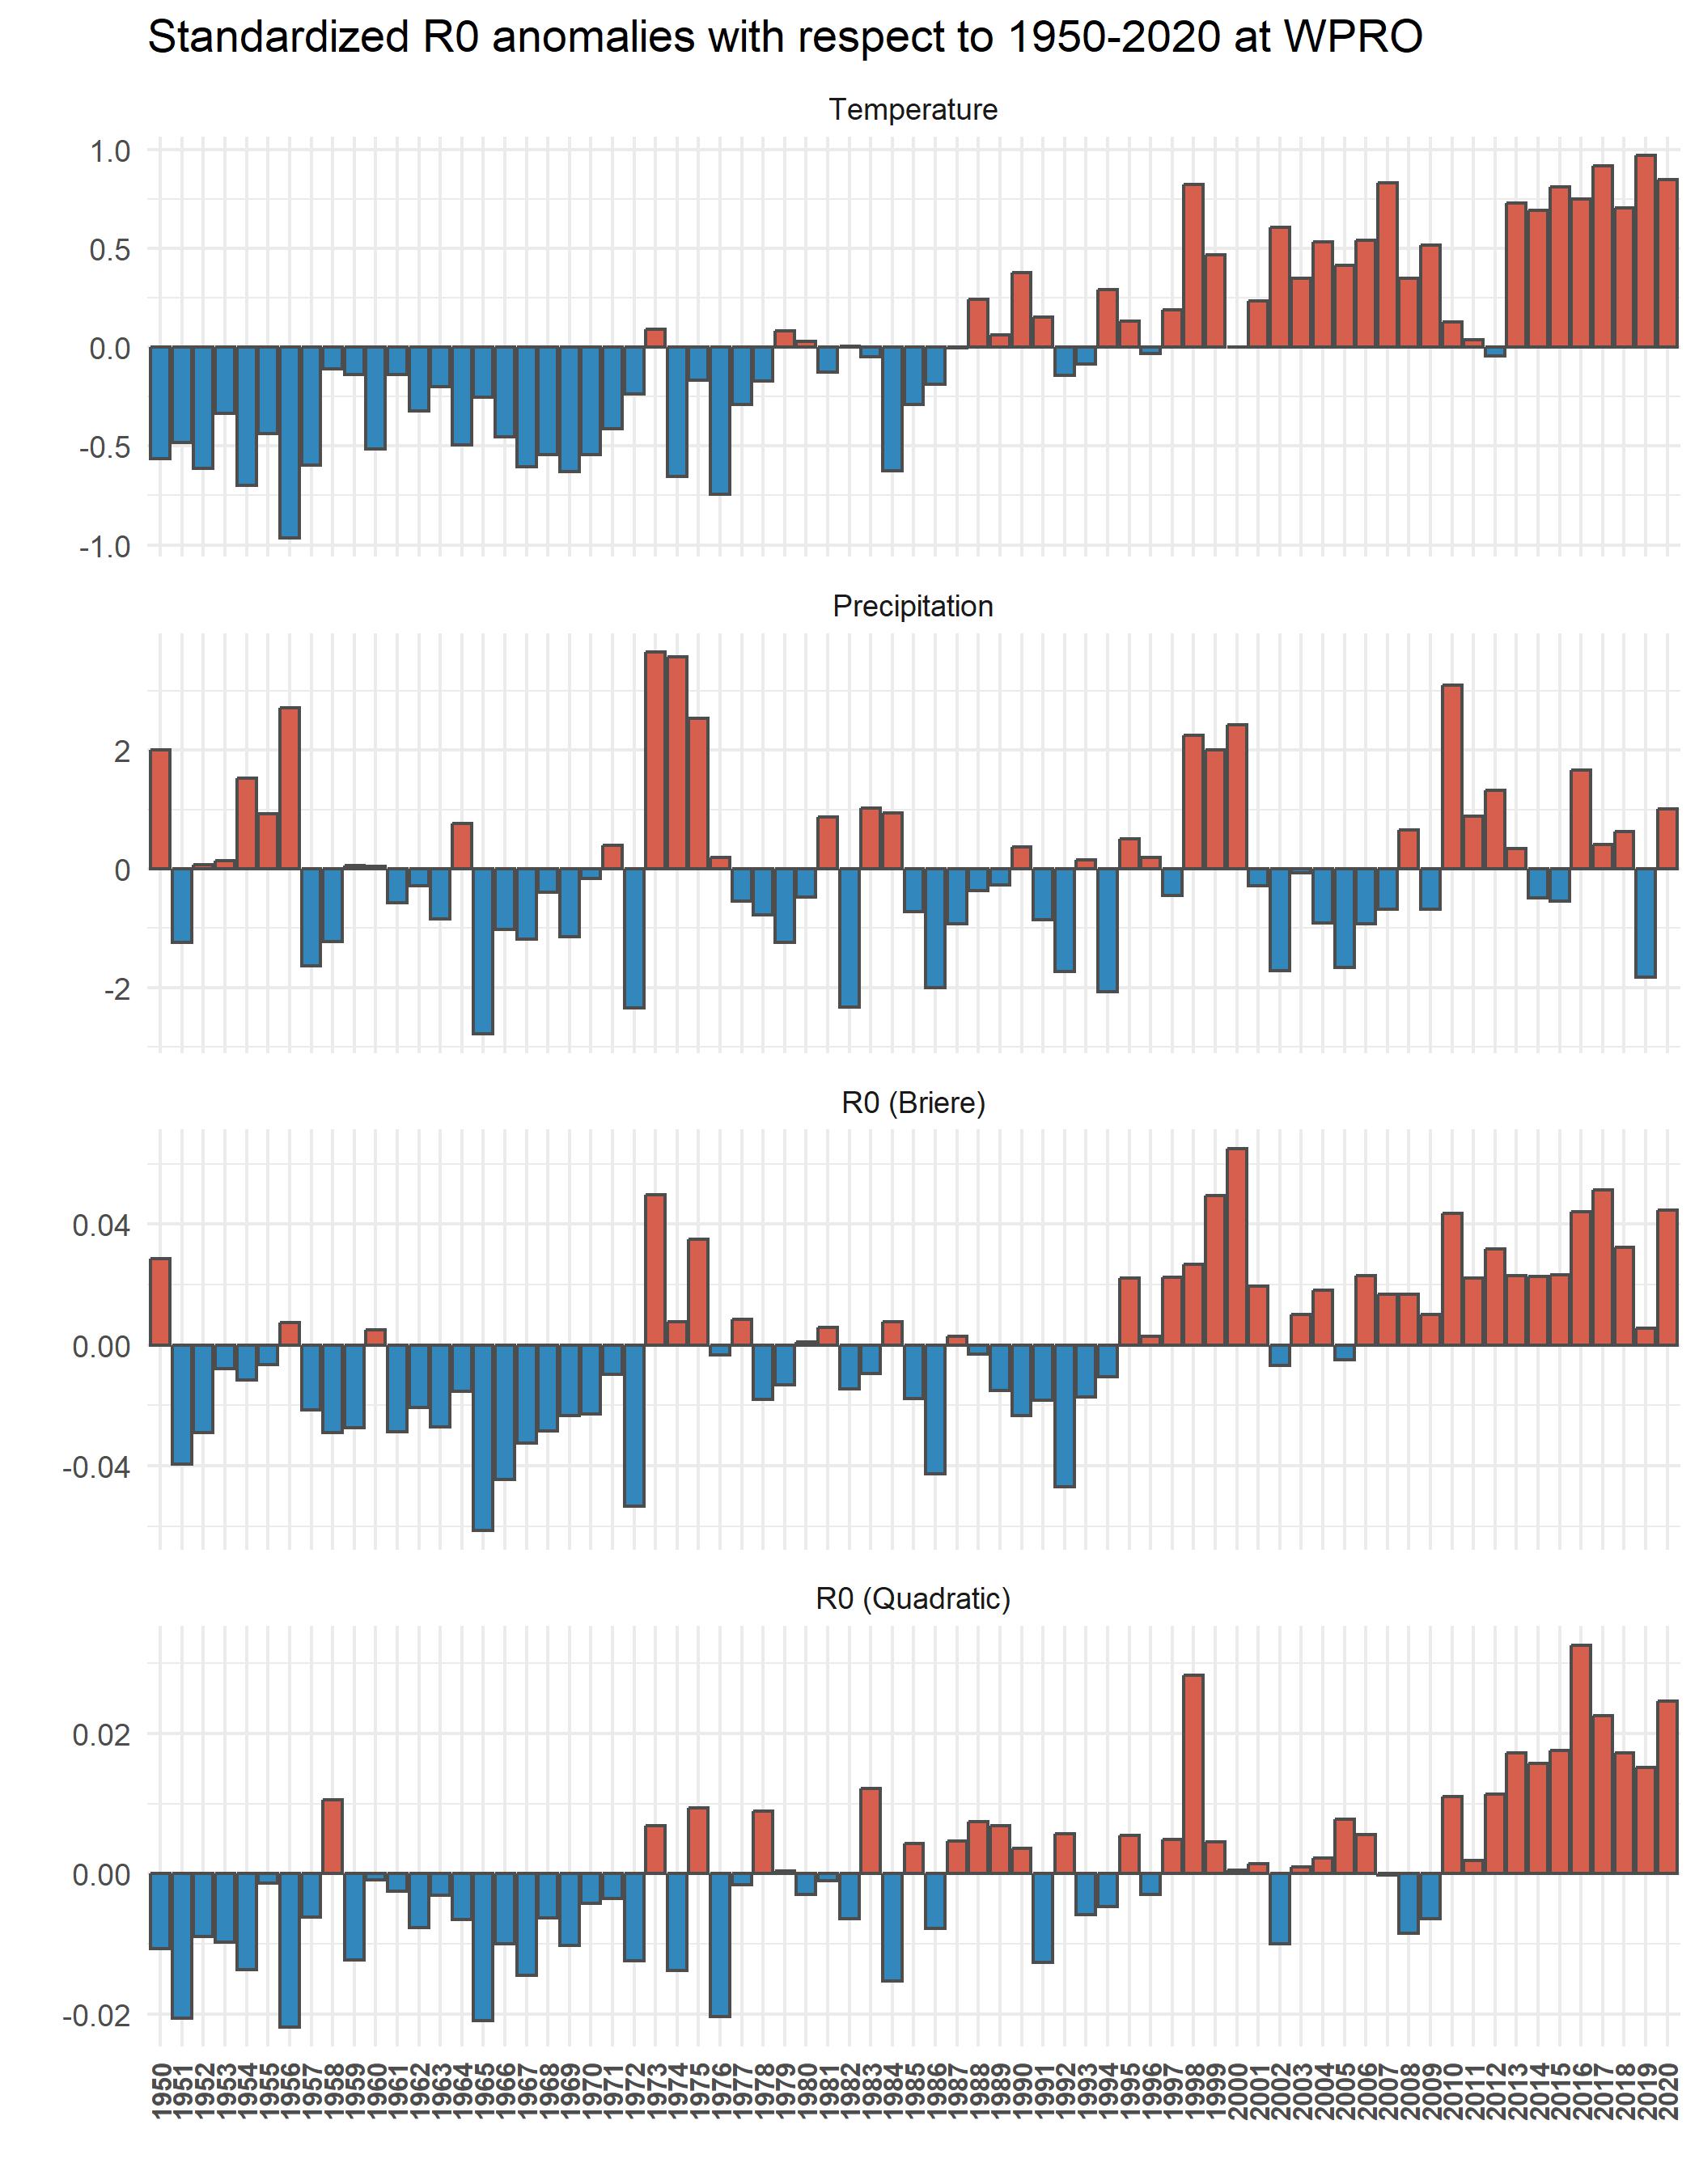 Standardized R0 anomalies with respect to 1950-2020 at WPRO
Temperature
1.0
0.5
0.0
-0.5
-1.0
Precipitation
2
0
-2
R0 (Briere)
0.04
0.00
-0.04
R0 (Quadratic)
0.02
0.00
-0.02
1950 1951 1952 1953 1954 1955 1956 1957 1958 1959 1960 1961 1962 1963 1964 1965 1966 1967 1968 1969 1970 1971 1972 1973 1974 1975 1976 1977 1978 1979 1980 1981 1982 1983 1984 1985 1986 1987 1988 1989 1990 1991 1992 1993 1994 1995 1996 1997 1998 1999 2000 2001 2002 2003 2004 2005 2006 2007 2008 2009 2010 2011 2012 2013 2014 2015 2016 2017 2018 2019 2020